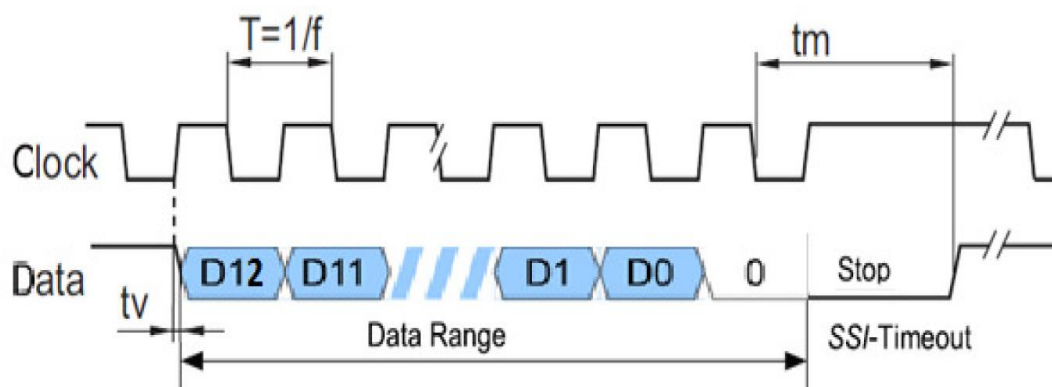 T=1/f
tm
Clock
Data
D12
D11
D1
D0
0
Stop
tv
Data Range
SSI-Timeout